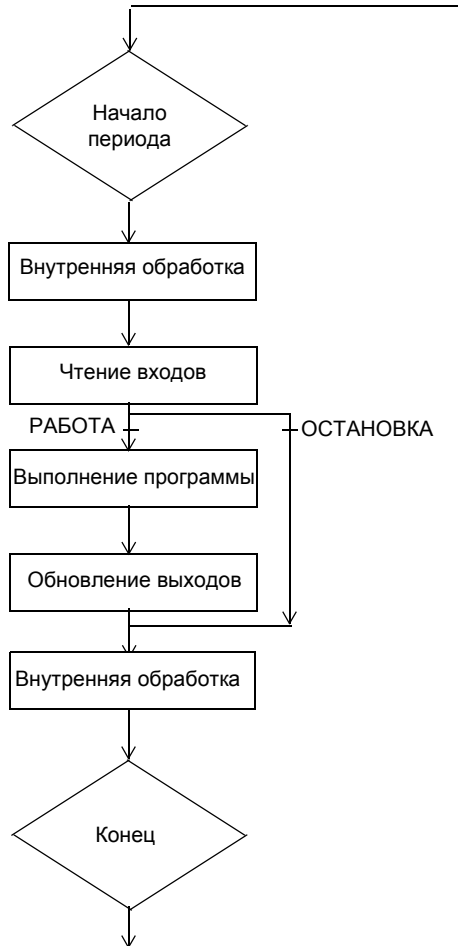 Начало
периода
Внутренняя обработка
Чтение входов
РАБОТА
ОСТАНОВКА
Выполнение программы
Обновление выходов
Внутренняя обработка
Конец